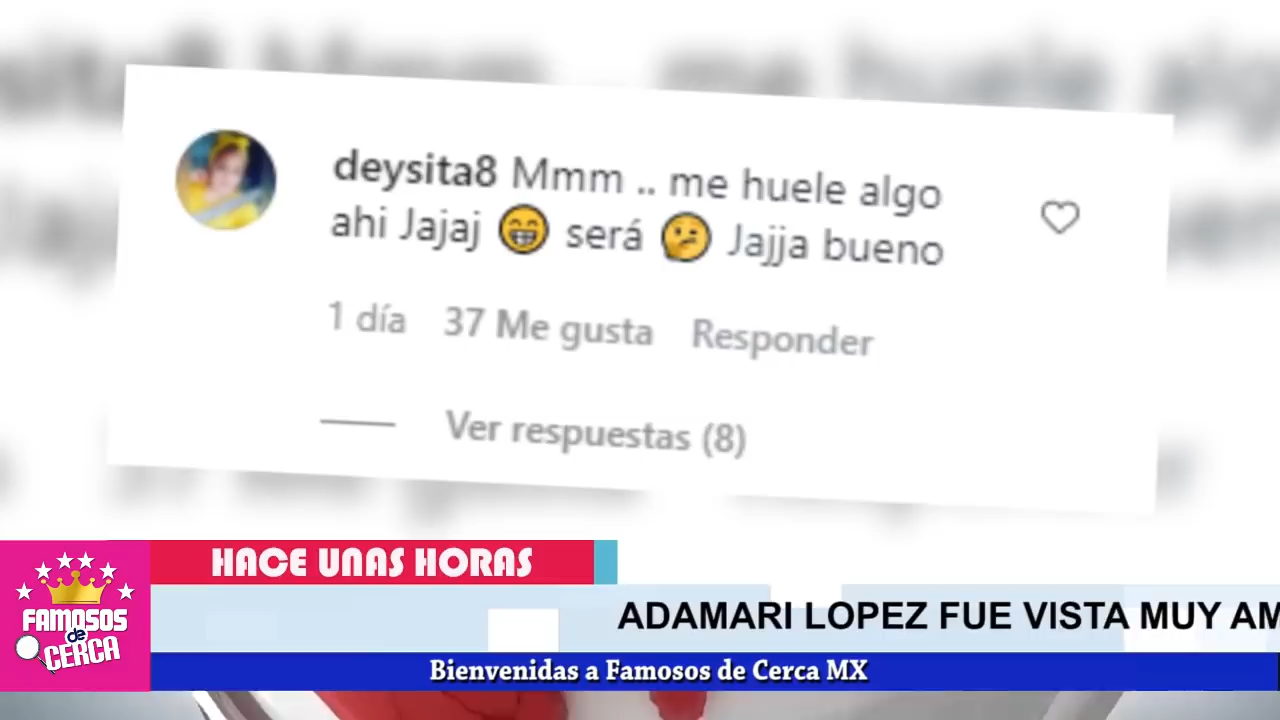 deysita8 Mmm .. me huele algo
ahi Jajaj 😁 será 🤔 Jajja bueno
1 día 37 Me gusta Responder
Ver respuestas (8)
HACE UNAS HORAS
FAMOSOS
de
CERCA
ADAMARI LOPEZ FUE VISTA MUY AM
Bienvenidas a Famosos de Cerca MX